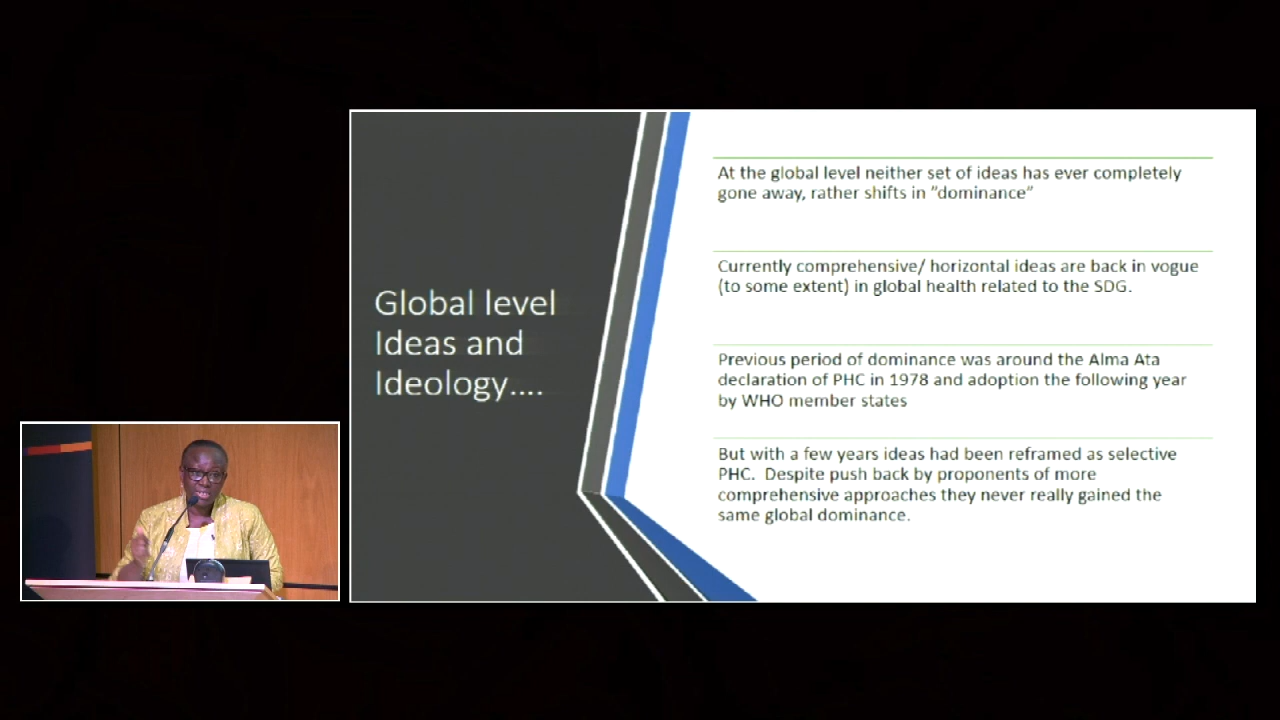 Global level
Ideas and
Ideology....
At the global level neither set of ideas has ever completely
gone away, rather shifts in "dominance"
Currently comprehensive/ horizontal ideas are back in vogue
(to some extent) in global health related to the SDG.
Previous period of dominance was around the Alma Ata
declaration of PHC in 1978 and adoption the following year
by WHO member states
But with a few years ideas had been reframed as selective
PHC.  Despite push back by proponents of more
comprehensive approaches they never really gained the
same global dominance.